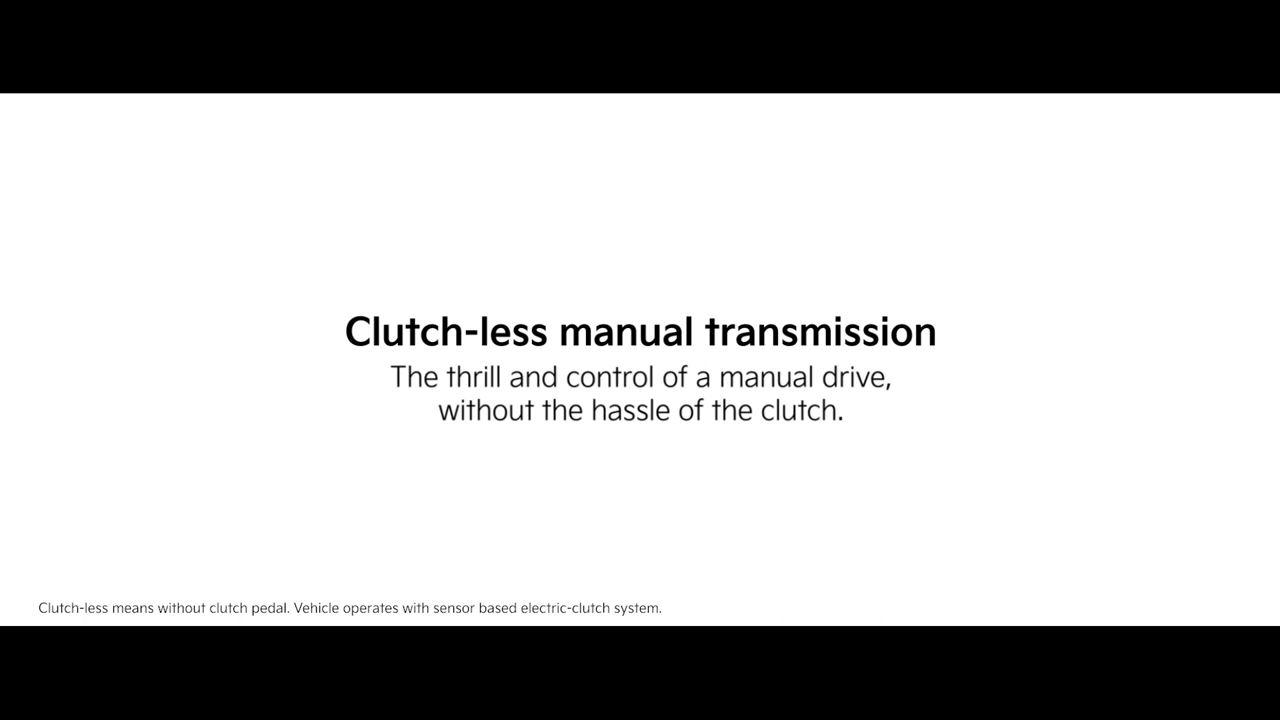 Clutch-less manual transmission
The thrill and control of a manual drive,
without the hassle of the clutch.
Clutch-less means without clutch pedal. Vehicle operates with sensor based electric-clutch system.